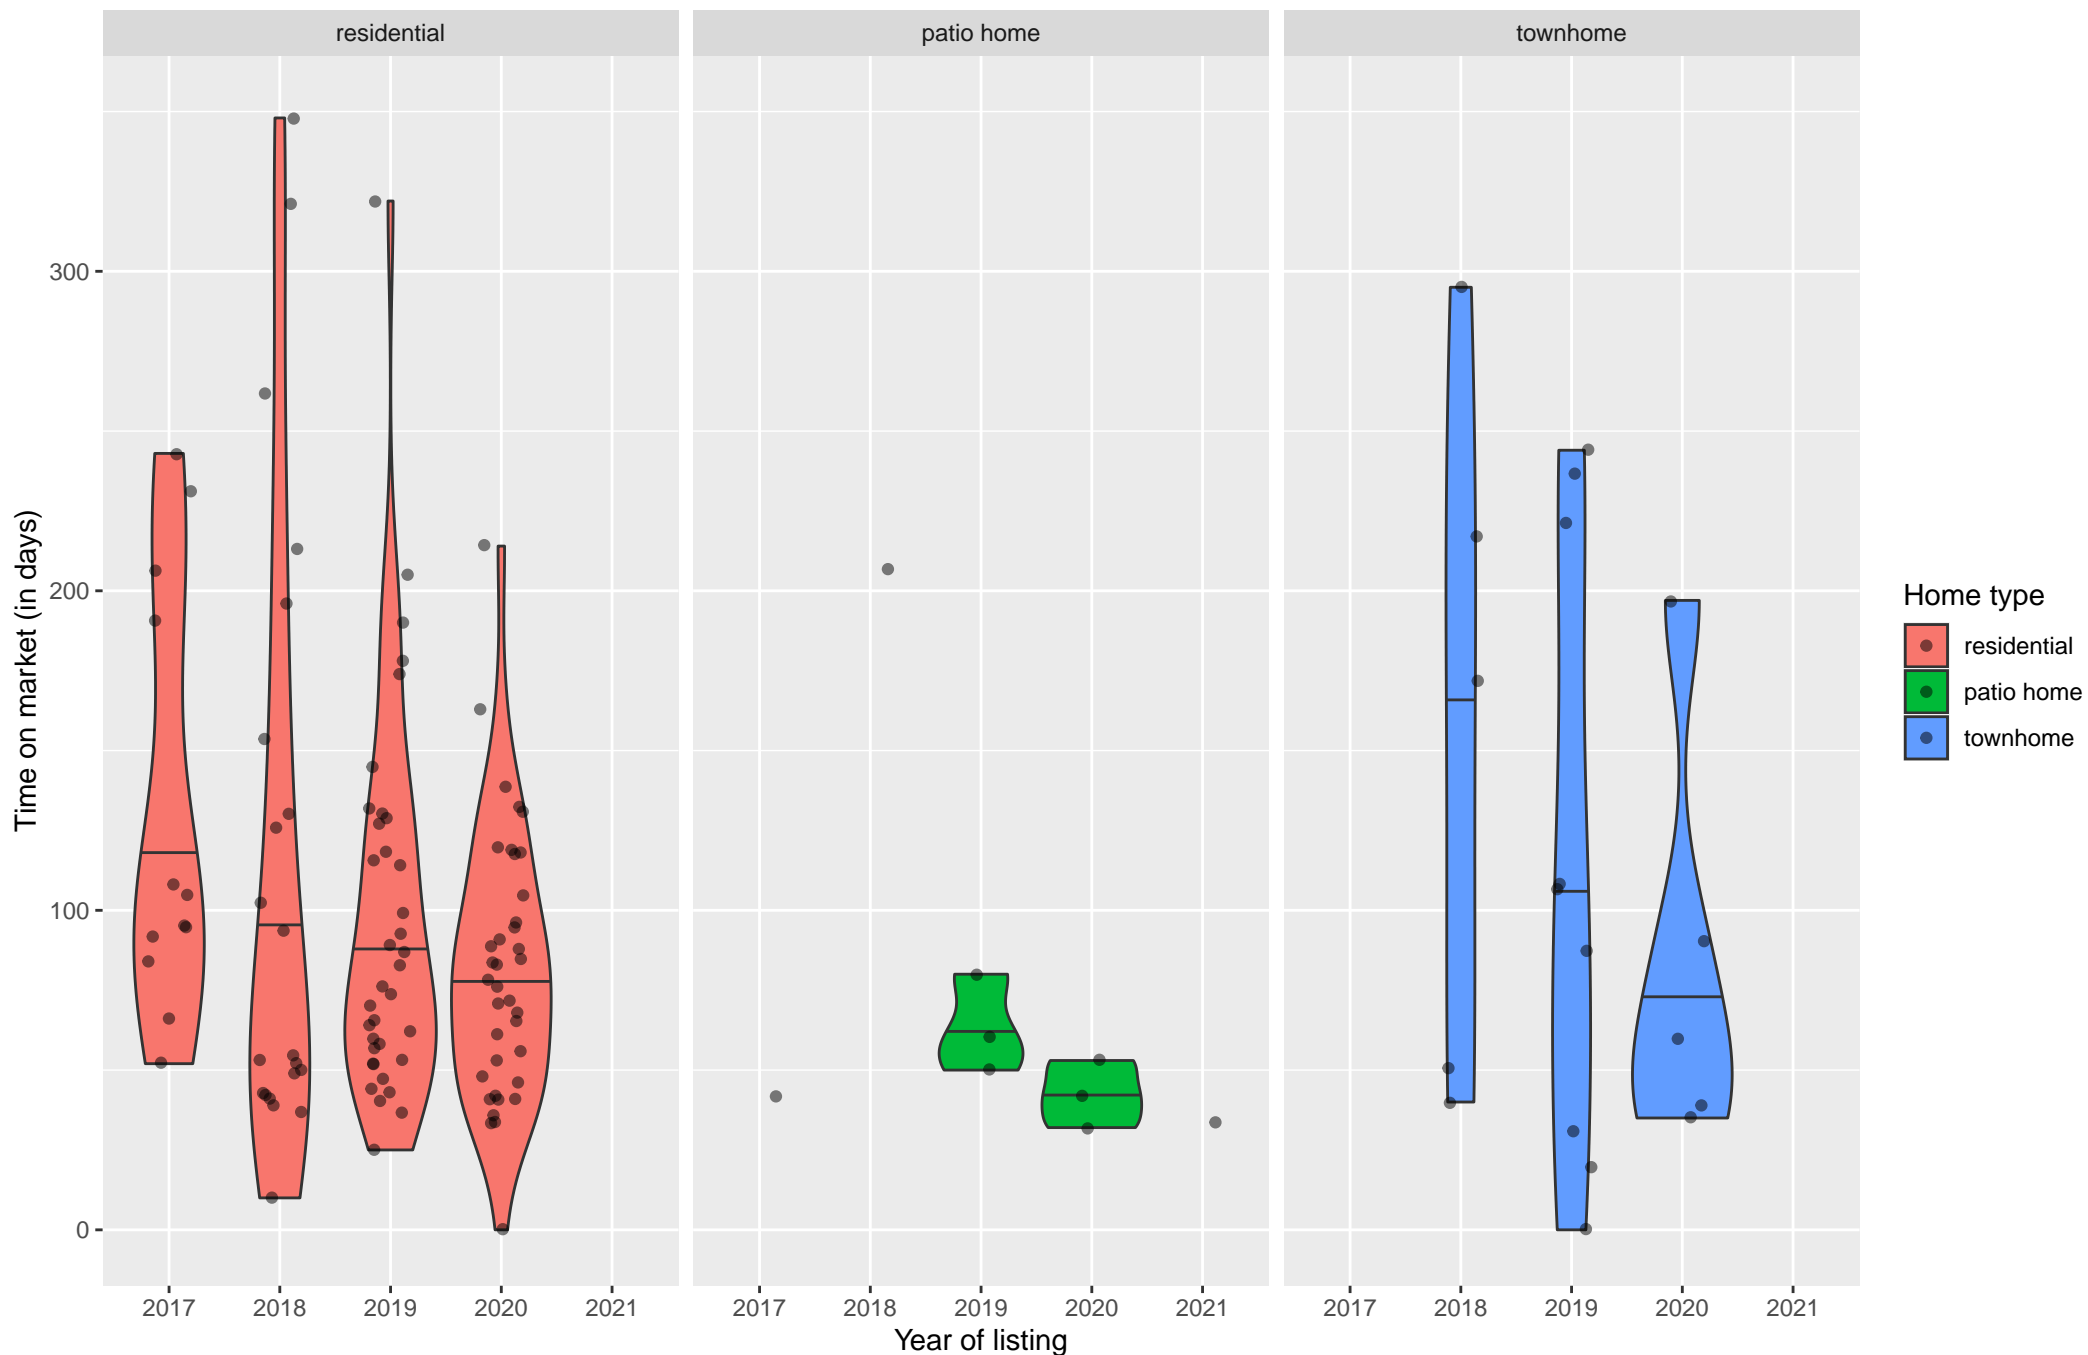 residential patio home townhome
Time on market (in days)
300
200
100
0
2017 2018 2019 2020 2021 2017 2018 2019 2020 2021 2017 2018 2019 2020 2021
Year of listing
Home type
residential
patio home
townhome